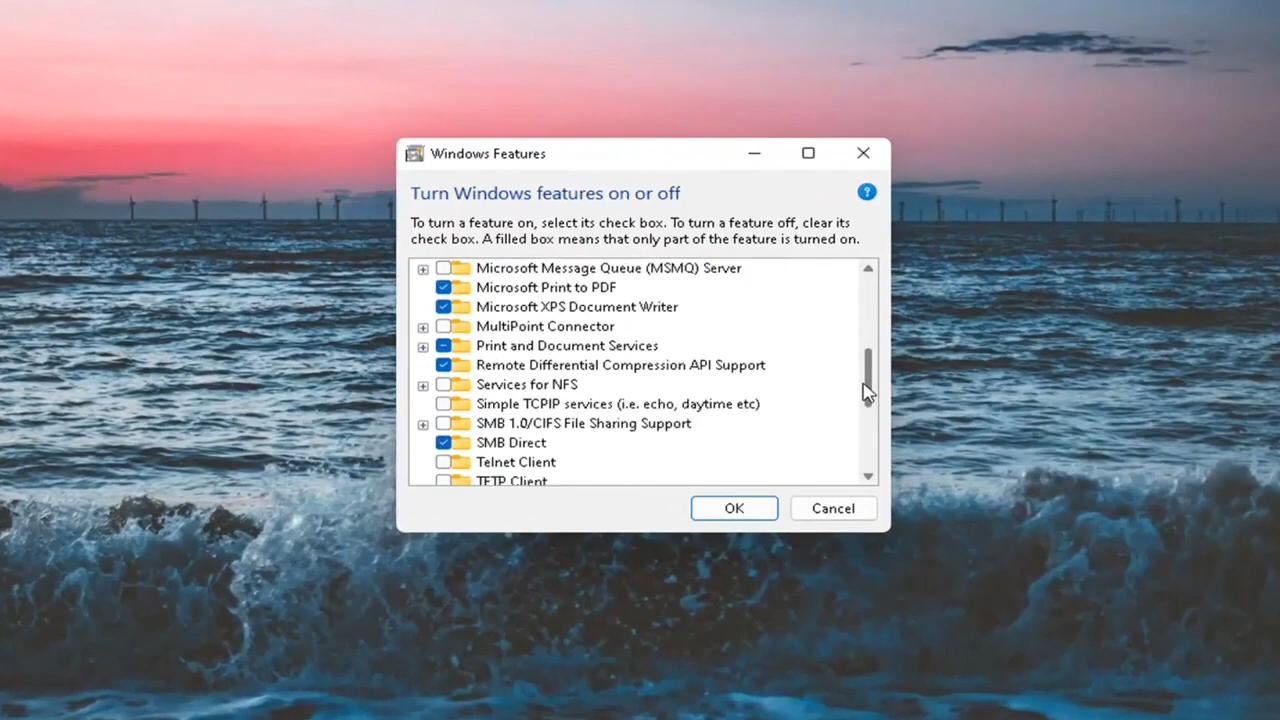 Windows Features
Turn Windows features on or off
To turn a feature on, select its check box. To turn a feature off, clear its
check box. A filled box means that only part of the feature is turned on.
Microsoft Message Queue (MSMQ) Server
Microsoft Print to PDF
Microsoft XPS Document Writer
MultiPoint Connector
Print and Document Services
Remote Differential Compression API Support
Services for NFS
Simple TCPIP services (i.e. echo, daytime etc)
SMB 1.0/CIFS File Sharing Support
SMB Direct
Telnet Client
TFTP Client
OK
Cancel